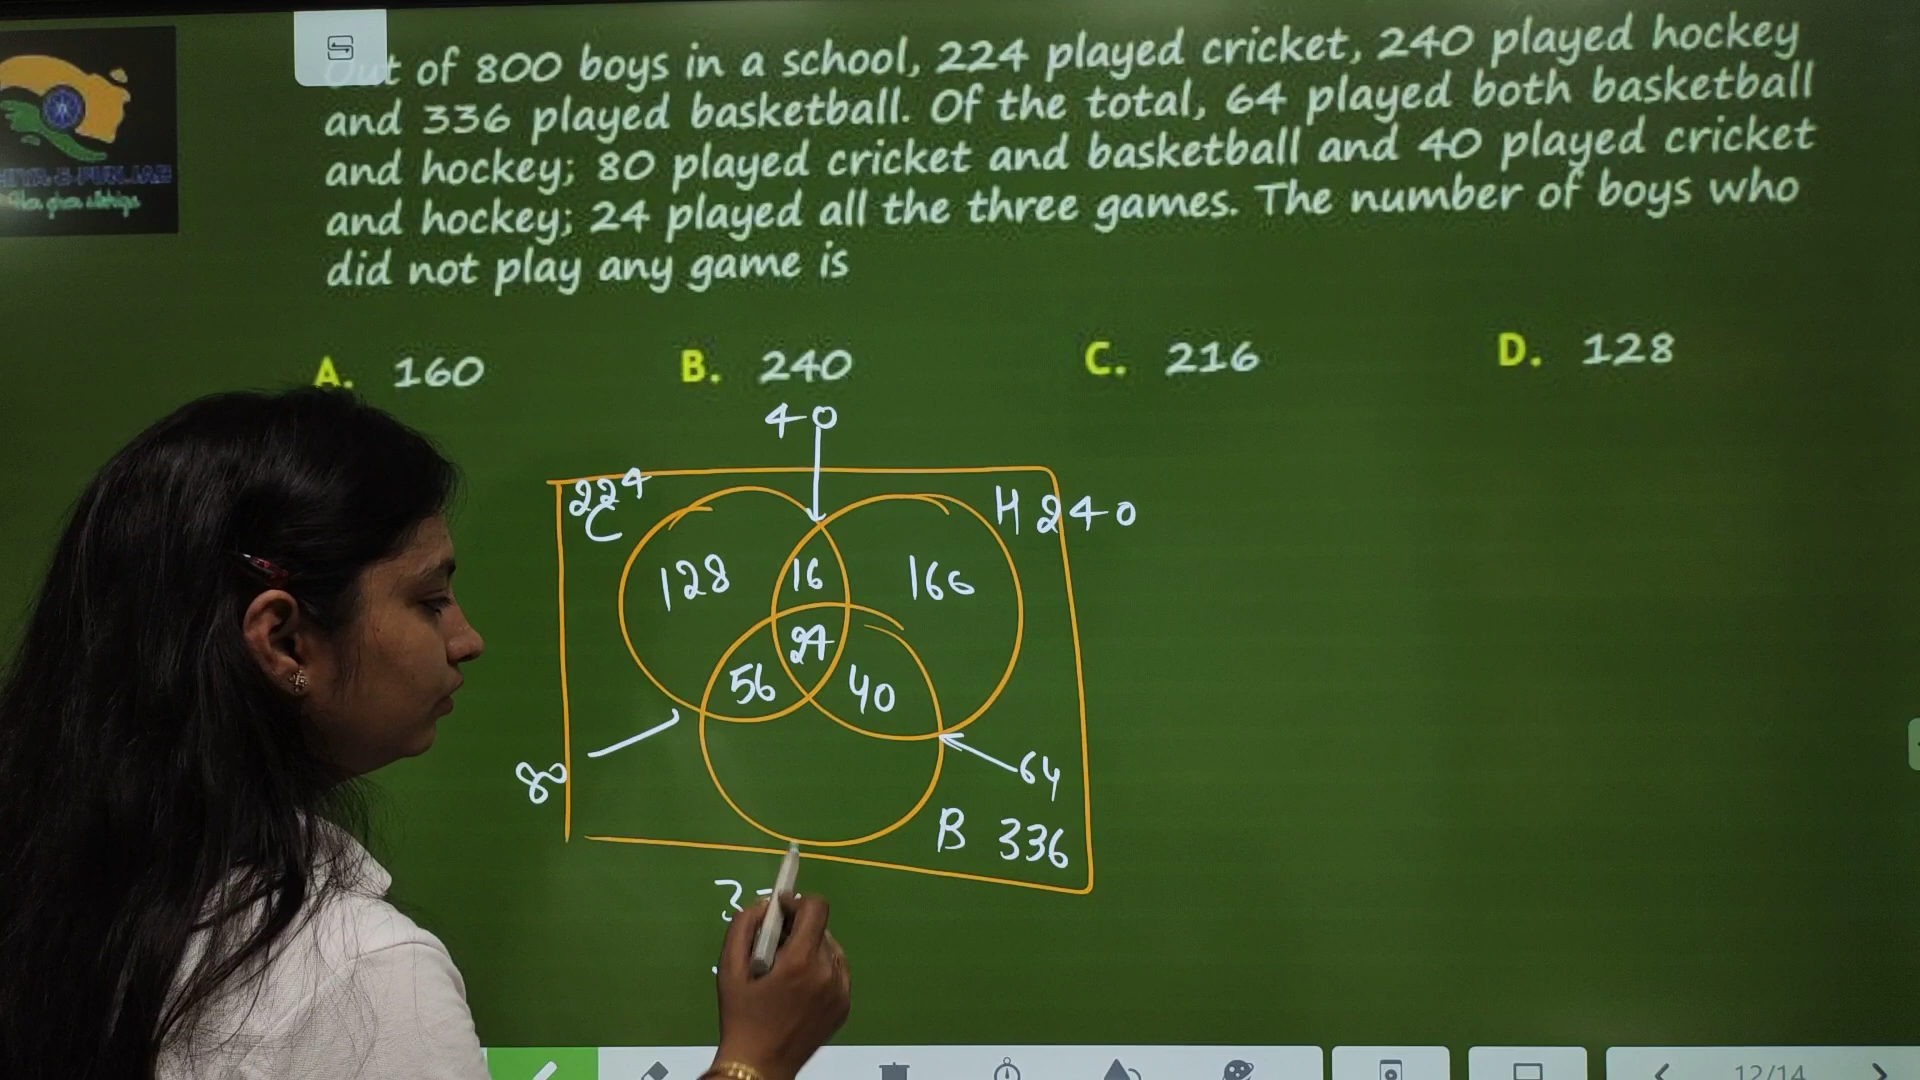 Out of 800 boys in a school, 224 played cricket, 240 played hockey
and 336 played basketball. Of the total, 64 played both basketball
and hockey; 80 played cricket and basketball and 40 played cricket
and hockey; 24 played all the three games. The number of boys who
did not play any game is
A. 160 B. 240 C. 216 D. 128
40
224
C
H 240
128 16 166
24
56 40
80
64
B 336
12/14